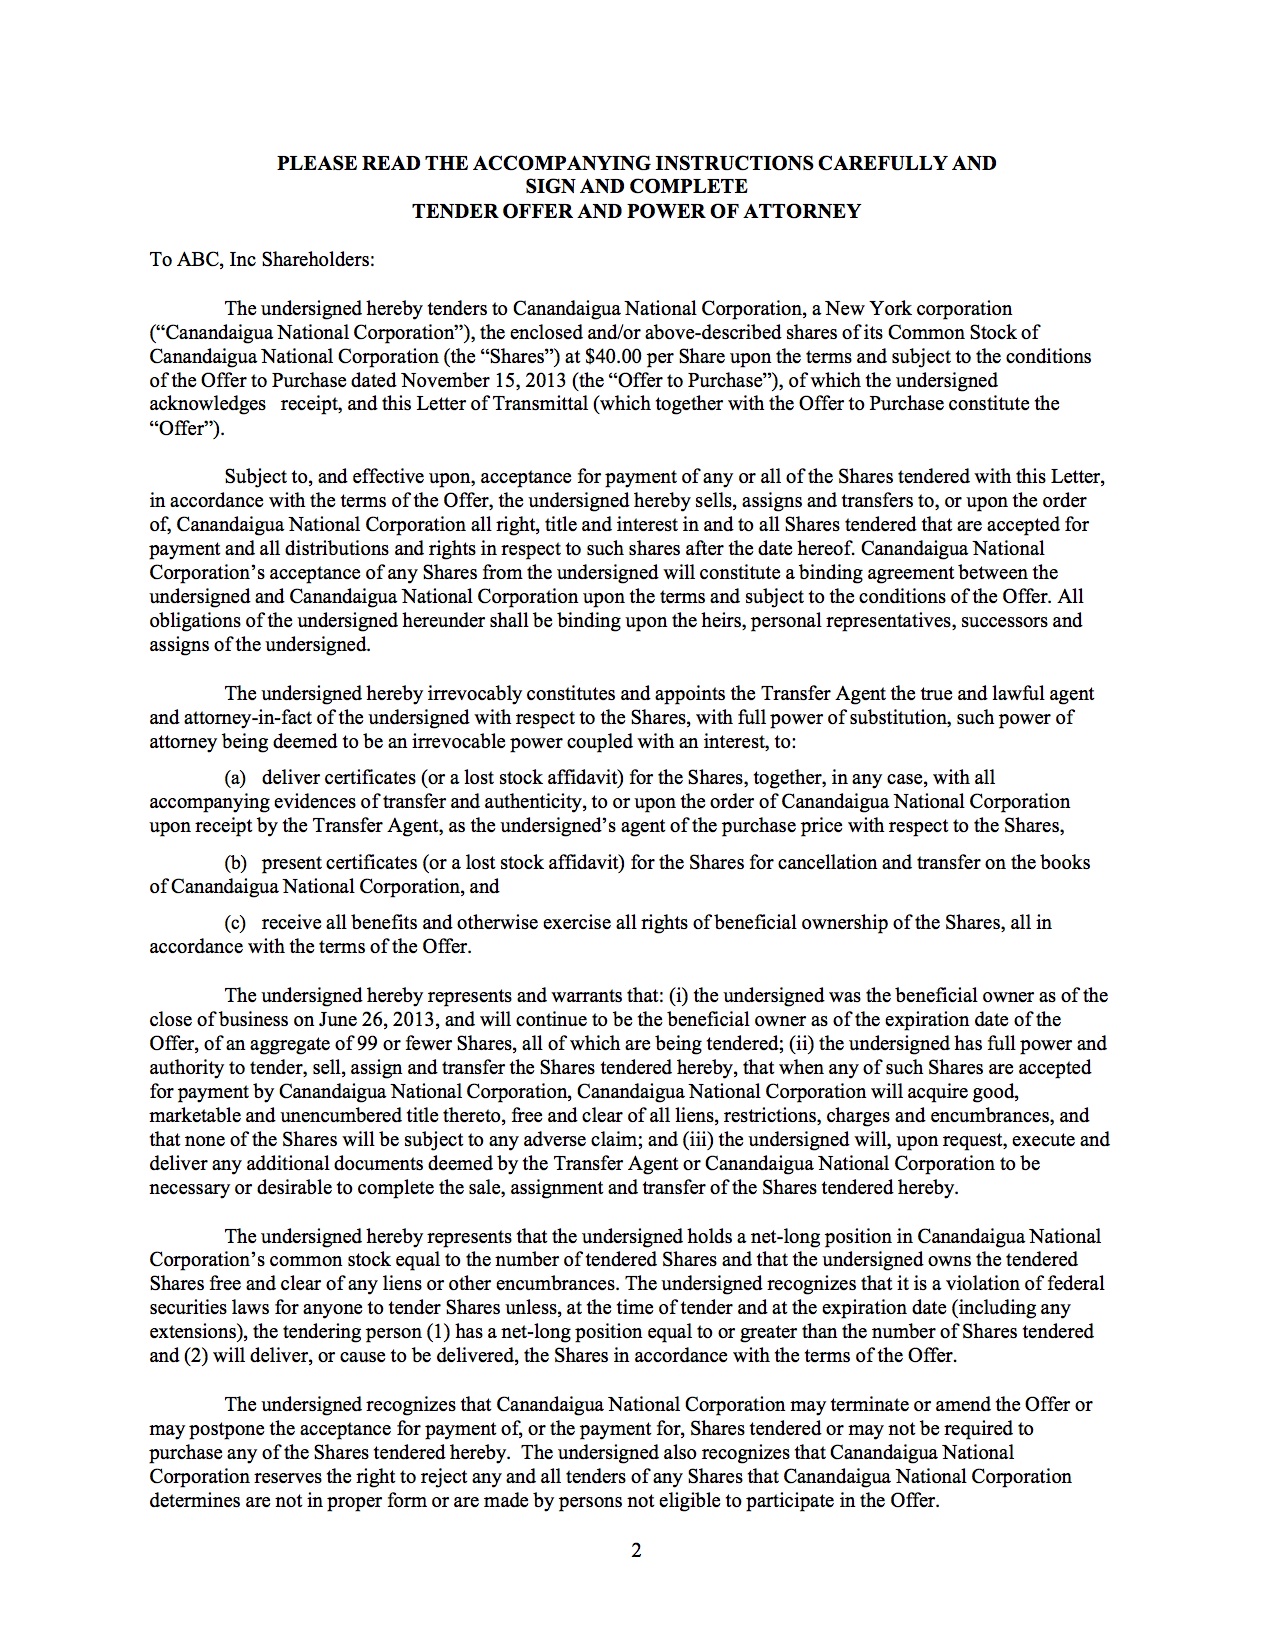 PLEASE READ THE ACCOMPANYING INSTRUCTIONS CAREFULLY AND
SIGN AND COMPLETE
TENDER OFFER AND POWER OF ATTORNEY
To ABC, Inc Shareholders:
The undersigned hereby tenders to Canandaigua National Corporation, a New York corporation
(“Canandaigua National Corporation”), the enclosed and/or above-described shares of its Common Stock of
Canandaigua National Corporation (the “Shares”) at $40.00 per Share upon the terms and subject to the conditions
of the Offer to Purchase dated November 15, 2013 (the “Offer to Purchase”), of which the undersigned
acknowledges receipt, and this Letter of Transmittal (which together with the Offer to Purchase constitute the
“Offer”).
Subject to, and effective upon, acceptance for payment of any or all of the Shares tendered with this Letter,
in accordance with the terms of the Offer, the undersigned hereby sells, assigns and transfers to, or upon the order
of, Canandaigua National Corporation all right, title and interest in and to all Shares tendered that are accepted for
payment and all distributions and rights in respect to such shares after the date hereof. Canandaigua National
Corporation’s acceptance of any Shares from the undersigned will constitute a binding agreement between the
undersigned and Canandaigua National Corporation upon the terms and subject to the conditions of the Offer. All
obligations of the undersigned hereunder shall be binding upon the heirs, personal representatives, successors and
assigns of the undersigned.
The undersigned hereby irrevocably constitutes and appoints the Transfer Agent the true and lawful agent
and attorney-in-fact of the undersigned with respect to the Shares, with full power of substitution, such power of
attorney being deemed to be an irrevocable power coupled with an interest, to:
(a) deliver certificates (or a lost stock affidavit) for the Shares, together, in any case, with all
accompanying evidences of transfer and authenticity, to or upon the order of Canandaigua National Corporation
upon receipt by the Transfer Agent, as the undersigned’s agent of the purchase price with respect to the Shares,
(b) present certificates (or a lost stock affidavit) for the Shares for cancellation and transfer on the books
of Canandaigua National Corporation, and
(c) receive all benefits and otherwise exercise all rights of beneficial ownership of the Shares, all in
accordance with the terms of the Offer.
The undersigned hereby represents and warrants that: (i) the undersigned was the beneficial owner as of the
close of business on June 26, 2013, and will continue to be the beneficial owner as of the expiration date of the
Offer, of an aggregate of 99 or fewer Shares, all of which are being tendered; (ii) the undersigned has full power and
authority to tender, sell, assign and transfer the Shares tendered hereby, that when any of such Shares are accepted
for payment by Canandaigua National Corporation, Canandaigua National Corporation will acquire good,
marketable and unencumbered title thereto, free and clear of all liens, restrictions, charges and encumbrances, and
that none of the Shares will be subject to any adverse claim; and (iii) the undersigned will, upon request, execute and
deliver any additional documents deemed by the Transfer Agent or Canandaigua National Corporation to be
necessary or desirable to complete the sale, assignment and transfer of the Shares tendered hereby.
The undersigned hereby represents that the undersigned holds a net-long position in Canandaigua National
Corporation’s common stock equal to the number of tendered Shares and that the undersigned owns the tendered
Shares free and clear of any liens or other encumbrances. The undersigned recognizes that it is a violation of federal
securities laws for anyone to tender Shares unless, at the time of tender and at the expiration date (including any
extensions), the tendering person (1) has a net-long position equal to or greater than the number of Shares tendered
and (2) will deliver, or cause to be delivered, the Shares in accordance with the terms of the Offer.
The undersigned recognizes that Canandaigua National Corporation may terminate or amend the Offer or
may postpone the acceptance for payment of, or the payment for, Shares tendered or may not be required to
purchase any of the Shares tendered hereby. The undersigned also recognizes that Canandaigua National
Corporation reserves the right to reject any and all tenders of any Shares that Canandaigua National Corporation
determines are not in proper form or are made by persons not eligible to participate in the Offer.
2